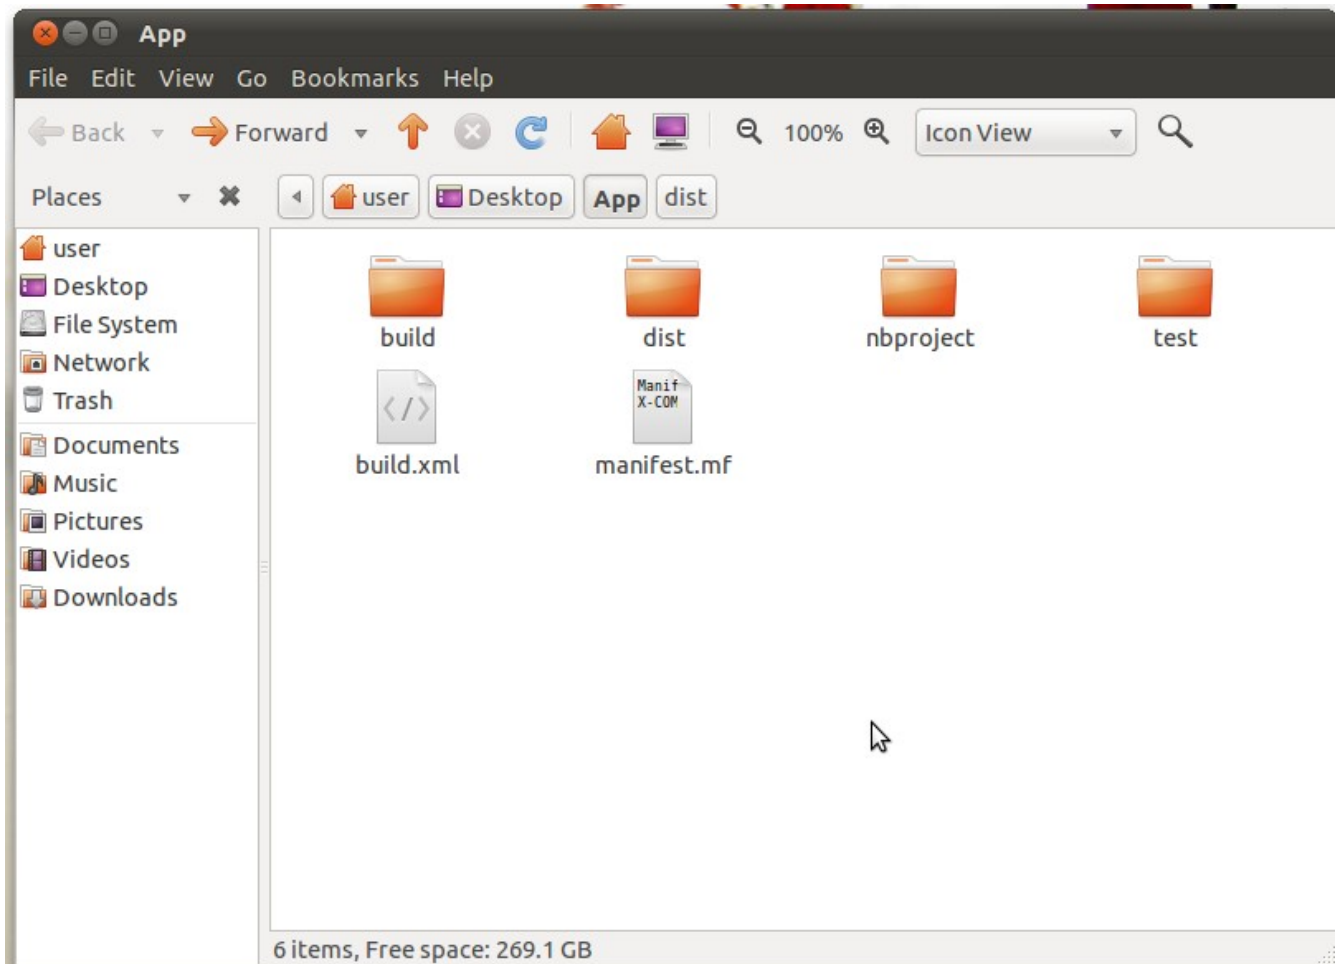 App
File Edit View Go Bookmarks Help
Back Forward 100% Icon View
Places user Desktop App dist
user
Desktop
File System
Network
Trash
Documents
Music
Pictures
Videos
Downloads
build dist nbproject test
Manif
X-COM
build.xml manifest.mf
6 items, Free space: 269.1 GB